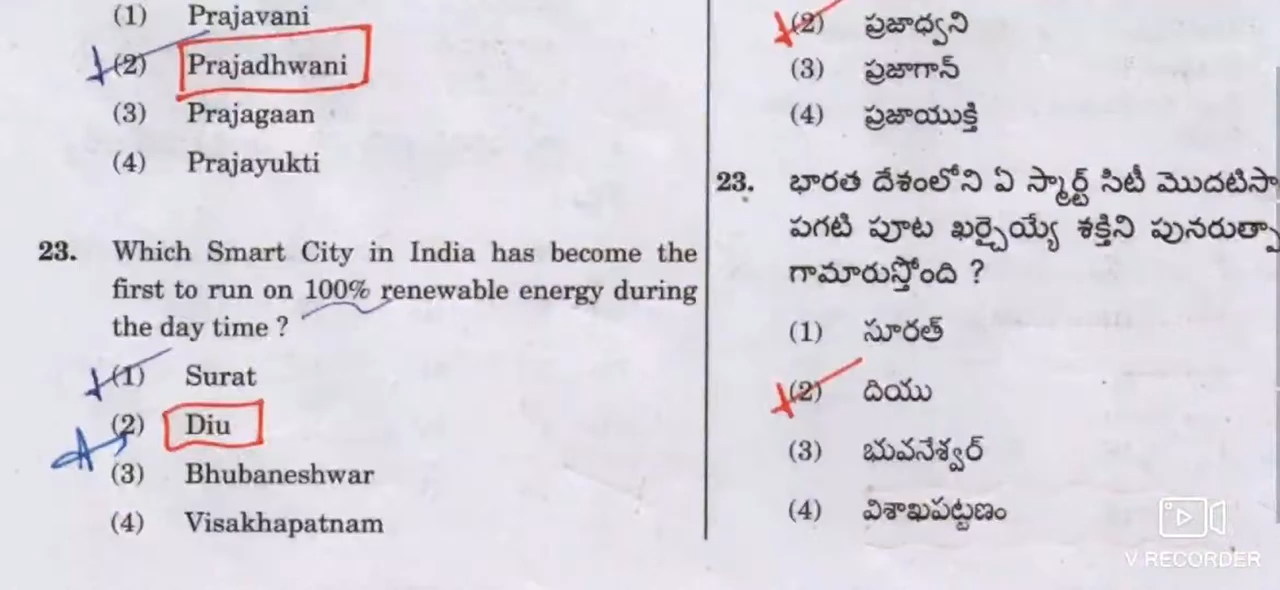 (1) Prajavani
(2) Prajadhwani
(3) Prajagaan
(4) Prajayukti
23. Which Smart City in India has become the
first to run on 100% renewable energy during
the day time ?
(1) Surat
(2) Diu
(3) Bhubaneshwar
(4) Visakhapatnam
(2) ప్రజాధ్వని
(3) ప్రజాగాన్
(4) ప్రజాయుక్తి
23. భారత దేశంలోని ఏ స్మార్ట్ సిటీ మొదటిసా
పగటి పూట ఖర్చైయ్యే శక్తిని పునరుత్పా
గామారుస్తోంది ?
(1) సూరత్
(2) దియు
(3) భువనేశ్వర్
(4) విశాఖపట్టణం
V RECORDER